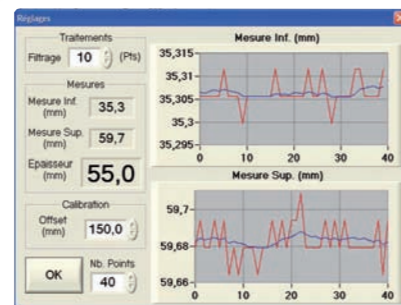 Réglages
Traitements
Filtrage 10 (Pts)
Mesures
Mesure Inf. (mm) 35,3
Mesure Sup. (mm) 59,7
Epaisseur (mm) 55,0
Calibration
Offset (mm) 150,0
OK
Nb. Points
40
Mesure Inf. (mm)
35,315
35,31
35,305
35,3
35,295
0 10 20 30 40
Mesure Sup. (mm)
59,7
59,68
59,66
0 10 20 30 40